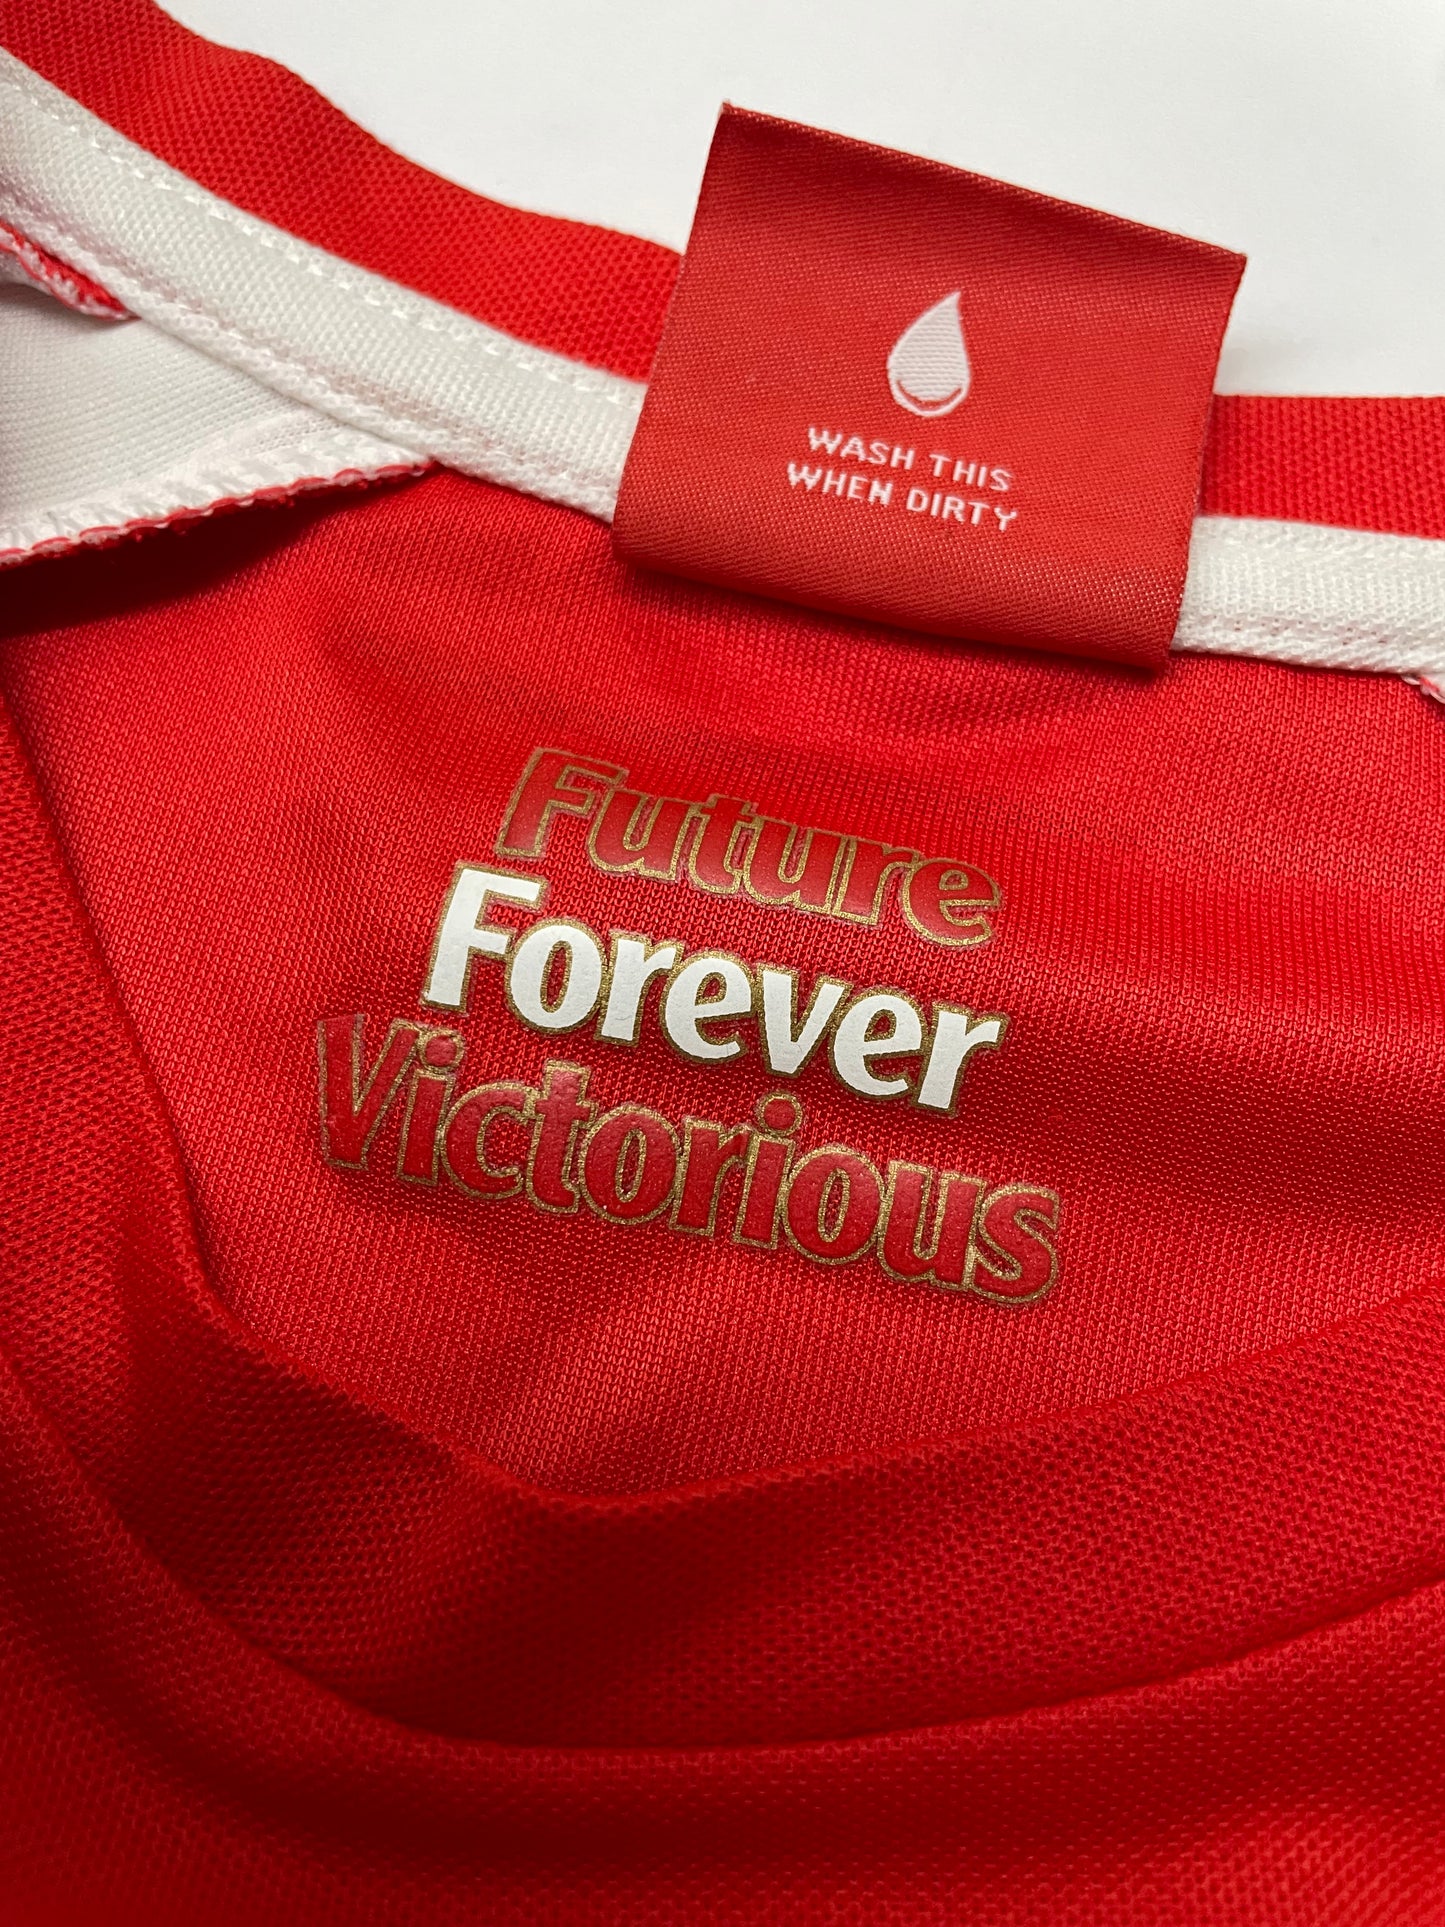 WASH THIS
WHEN DIRTY
Future
Forever
Victorious